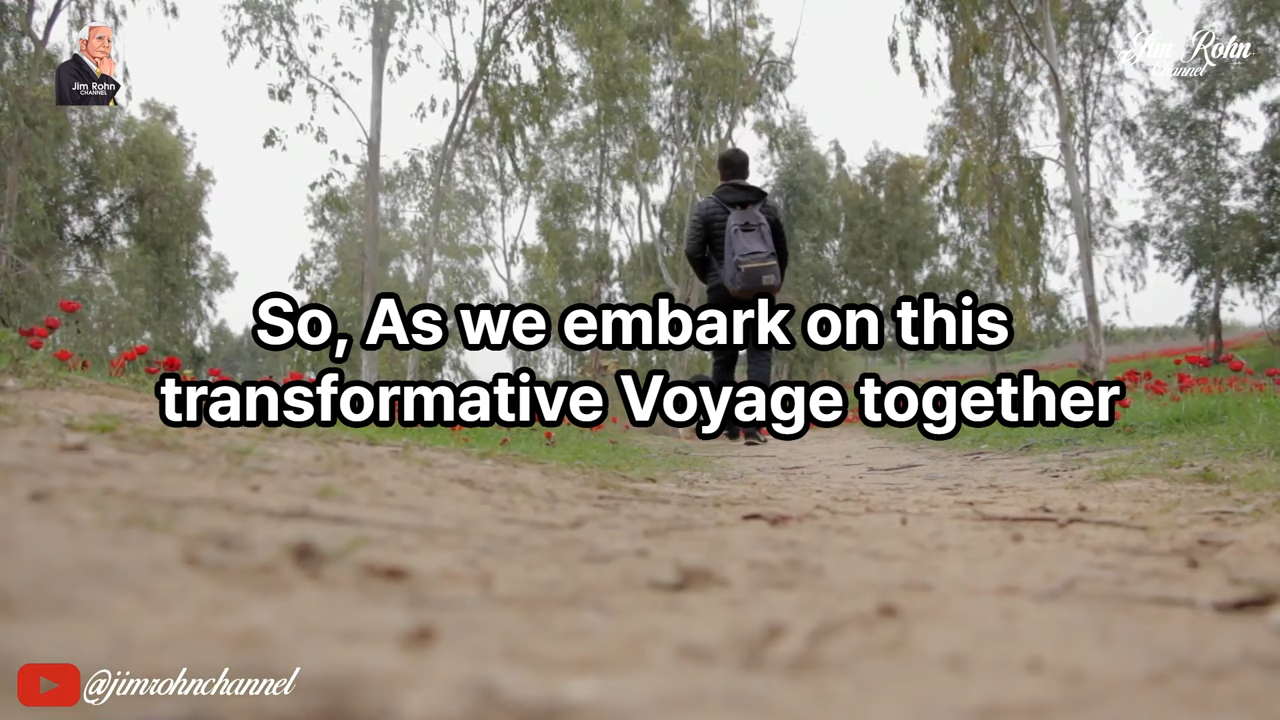 Jim Rohn
CHANNEL
Jim Rohn
Channel
So, As we embark on this
transformative Voyage together
@jimrohnchannel